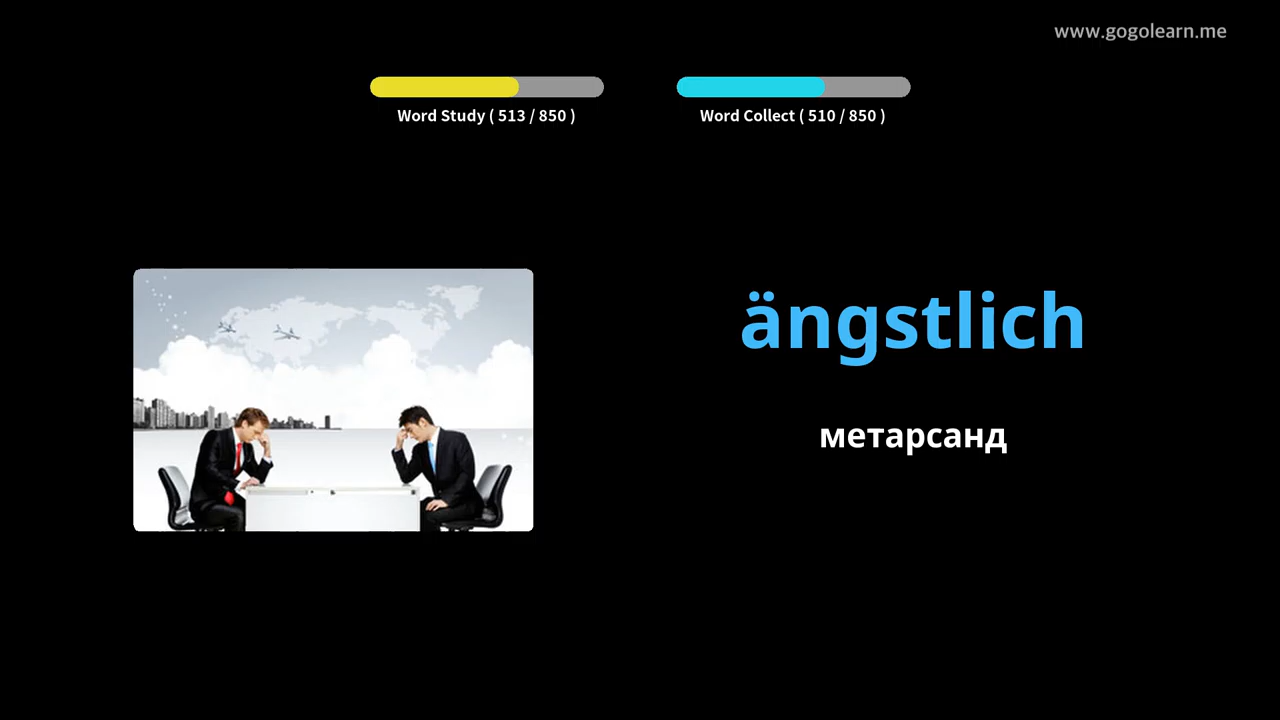 www.gogolearn.me
Word Study ( 513 / 850 )
Word Collect ( 510 / 850 )
ängstlich
метарсанд